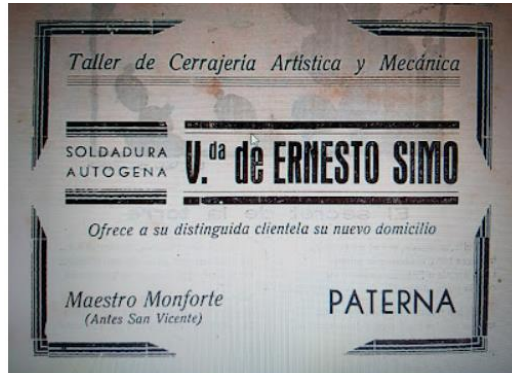 Taller de Cerrajeria Artística y Mecánica
SOLDADURA
AUTOGENA
V.da de ERNESTO SIMO
Ofrece a su distinguida clientela su nuevo domicilio
Maestro Monforte
(Antes San Vicente)
PATERNA